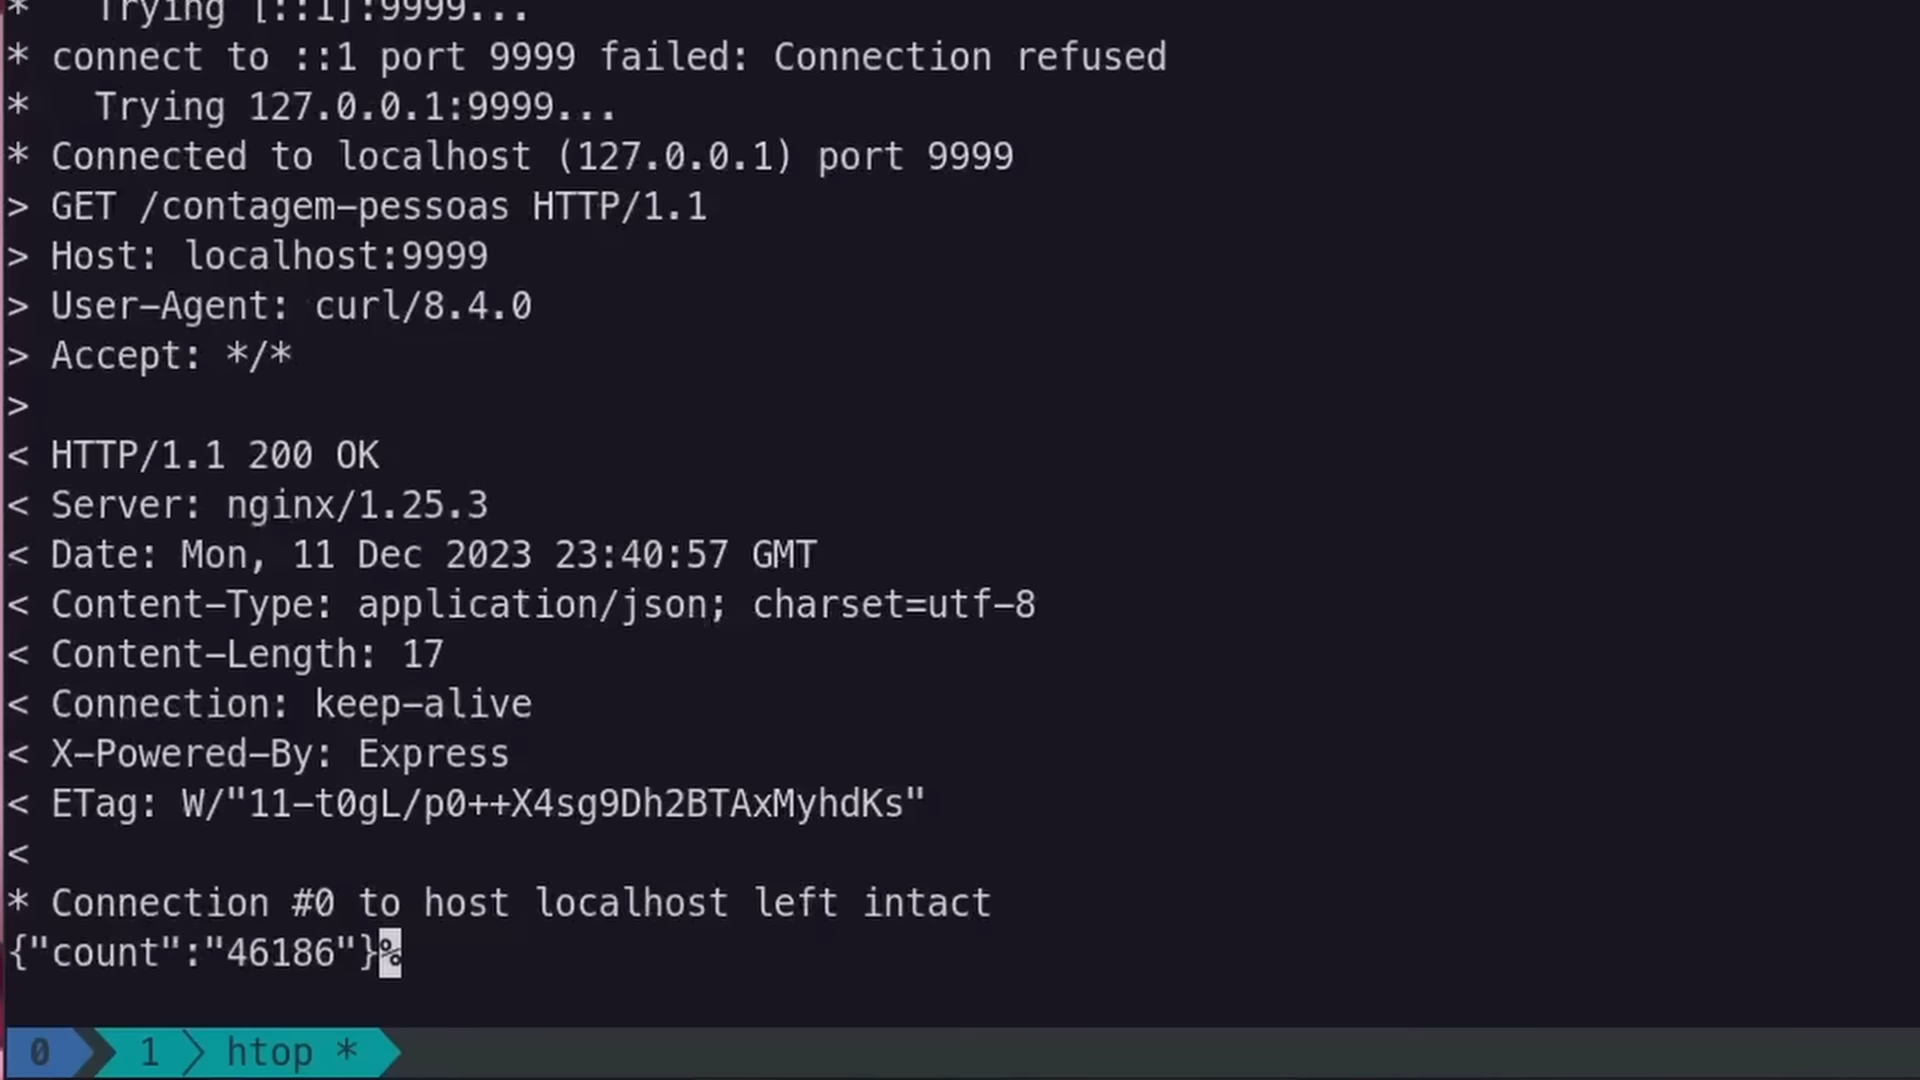 * Trying [::1]:9999...
* connect to ::1 port 9999 failed: Connection refused
* Trying 127.0.0.1:9999...
* Connected to localhost (127.0.0.1) port 9999
> GET /contagem-pessoas HTTP/1.1
> Host: localhost:9999
> User-Agent: curl/8.4.0
> Accept: */*
>
< HTTP/1.1 200 OK
< Server: nginx/1.25.3
< Date: Mon, 11 Dec 2023 23:40:57 GMT
< Content-Type: application/json; charset=utf-8
< Content-Length: 17
< Connection: keep-alive
< X-Powered-By: Express
< ETag: W/"11-t0gL/p0++X4sg9Dh2BTAxMyhdKs"
<
* Connection #0 to host localhost left intact
{"count":"46186"}%
0 1 htop *